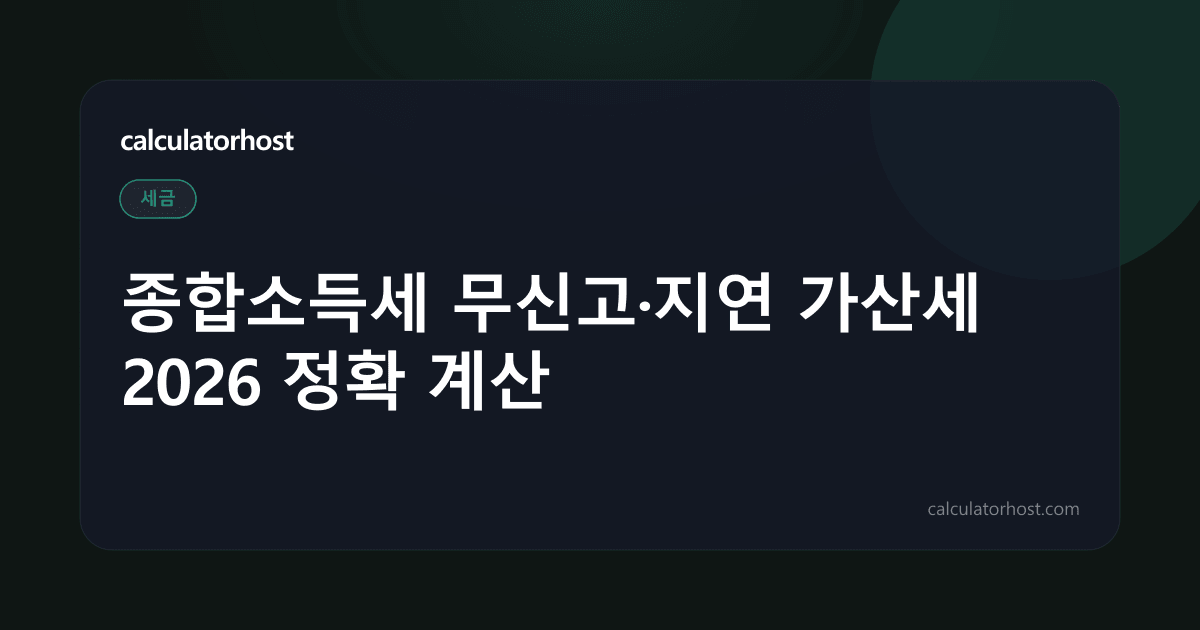 calculatorhost
세금
종합소득세 무신고·지연 가산세
2026 정확 계산
calculatorhost.com